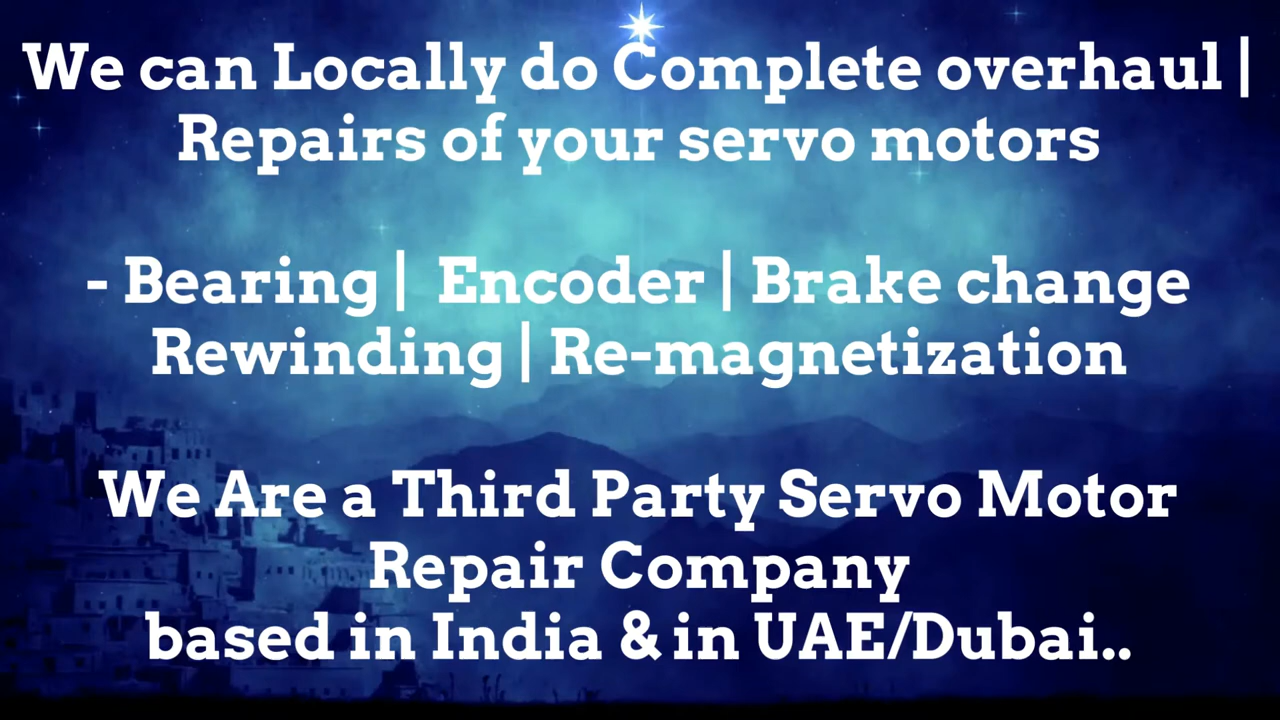 We can Locally do Complete overhaul |
Repairs of your servo motors
- Bearing | Encoder | Brake change
Rewinding | Re-magnetization
We Are a Third Party Servo Motor
Repair Company
based in India & in UAE/Dubai..